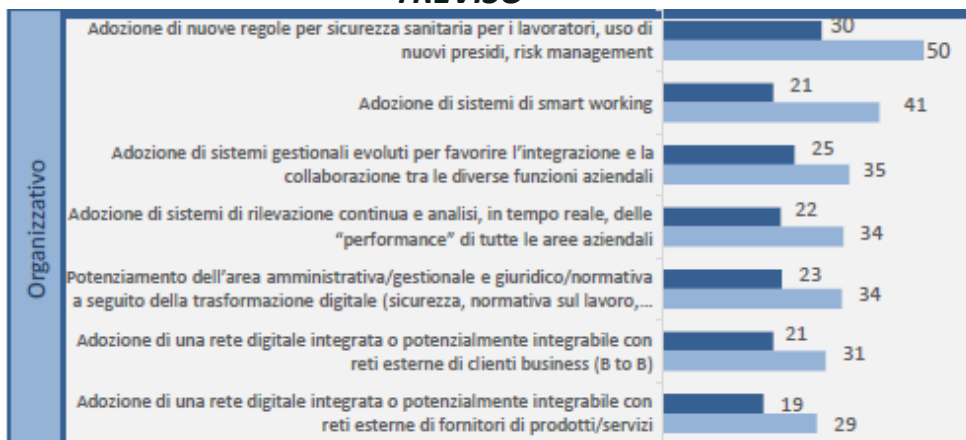 TREVISO
Organizzativo
Adozione di nuove regole per sicurezza sanitaria per i lavoratori, uso di
nuovi presidi, risk management
30
50
Adozione di sistemi di smart working
21
41
Adozione di sistemi gestionali evoluti per favorire l'integrazione e la
collaborazione tra le diverse funzioni aziendali
25
35
Adozione di sistemi di rilevazione continua e analisi, in tempo reale, delle
"performance" di tutte le aree aziendali
22
34
Potenziamento dell'area amministrativa/gestionale e giuridico/normativa
a seguito della trasformazione digitale (sicurezza, normativa sul lavoro,...
23
34
Adozione di una rete digitale integrata o potenzialmente integrabile con
reti esterne di clienti business (B to B)
21
31
Adozione di una rete digitale integrata o potenzialmente integrabile con
reti esterne di fornitori di prodotti/servizi
19
29